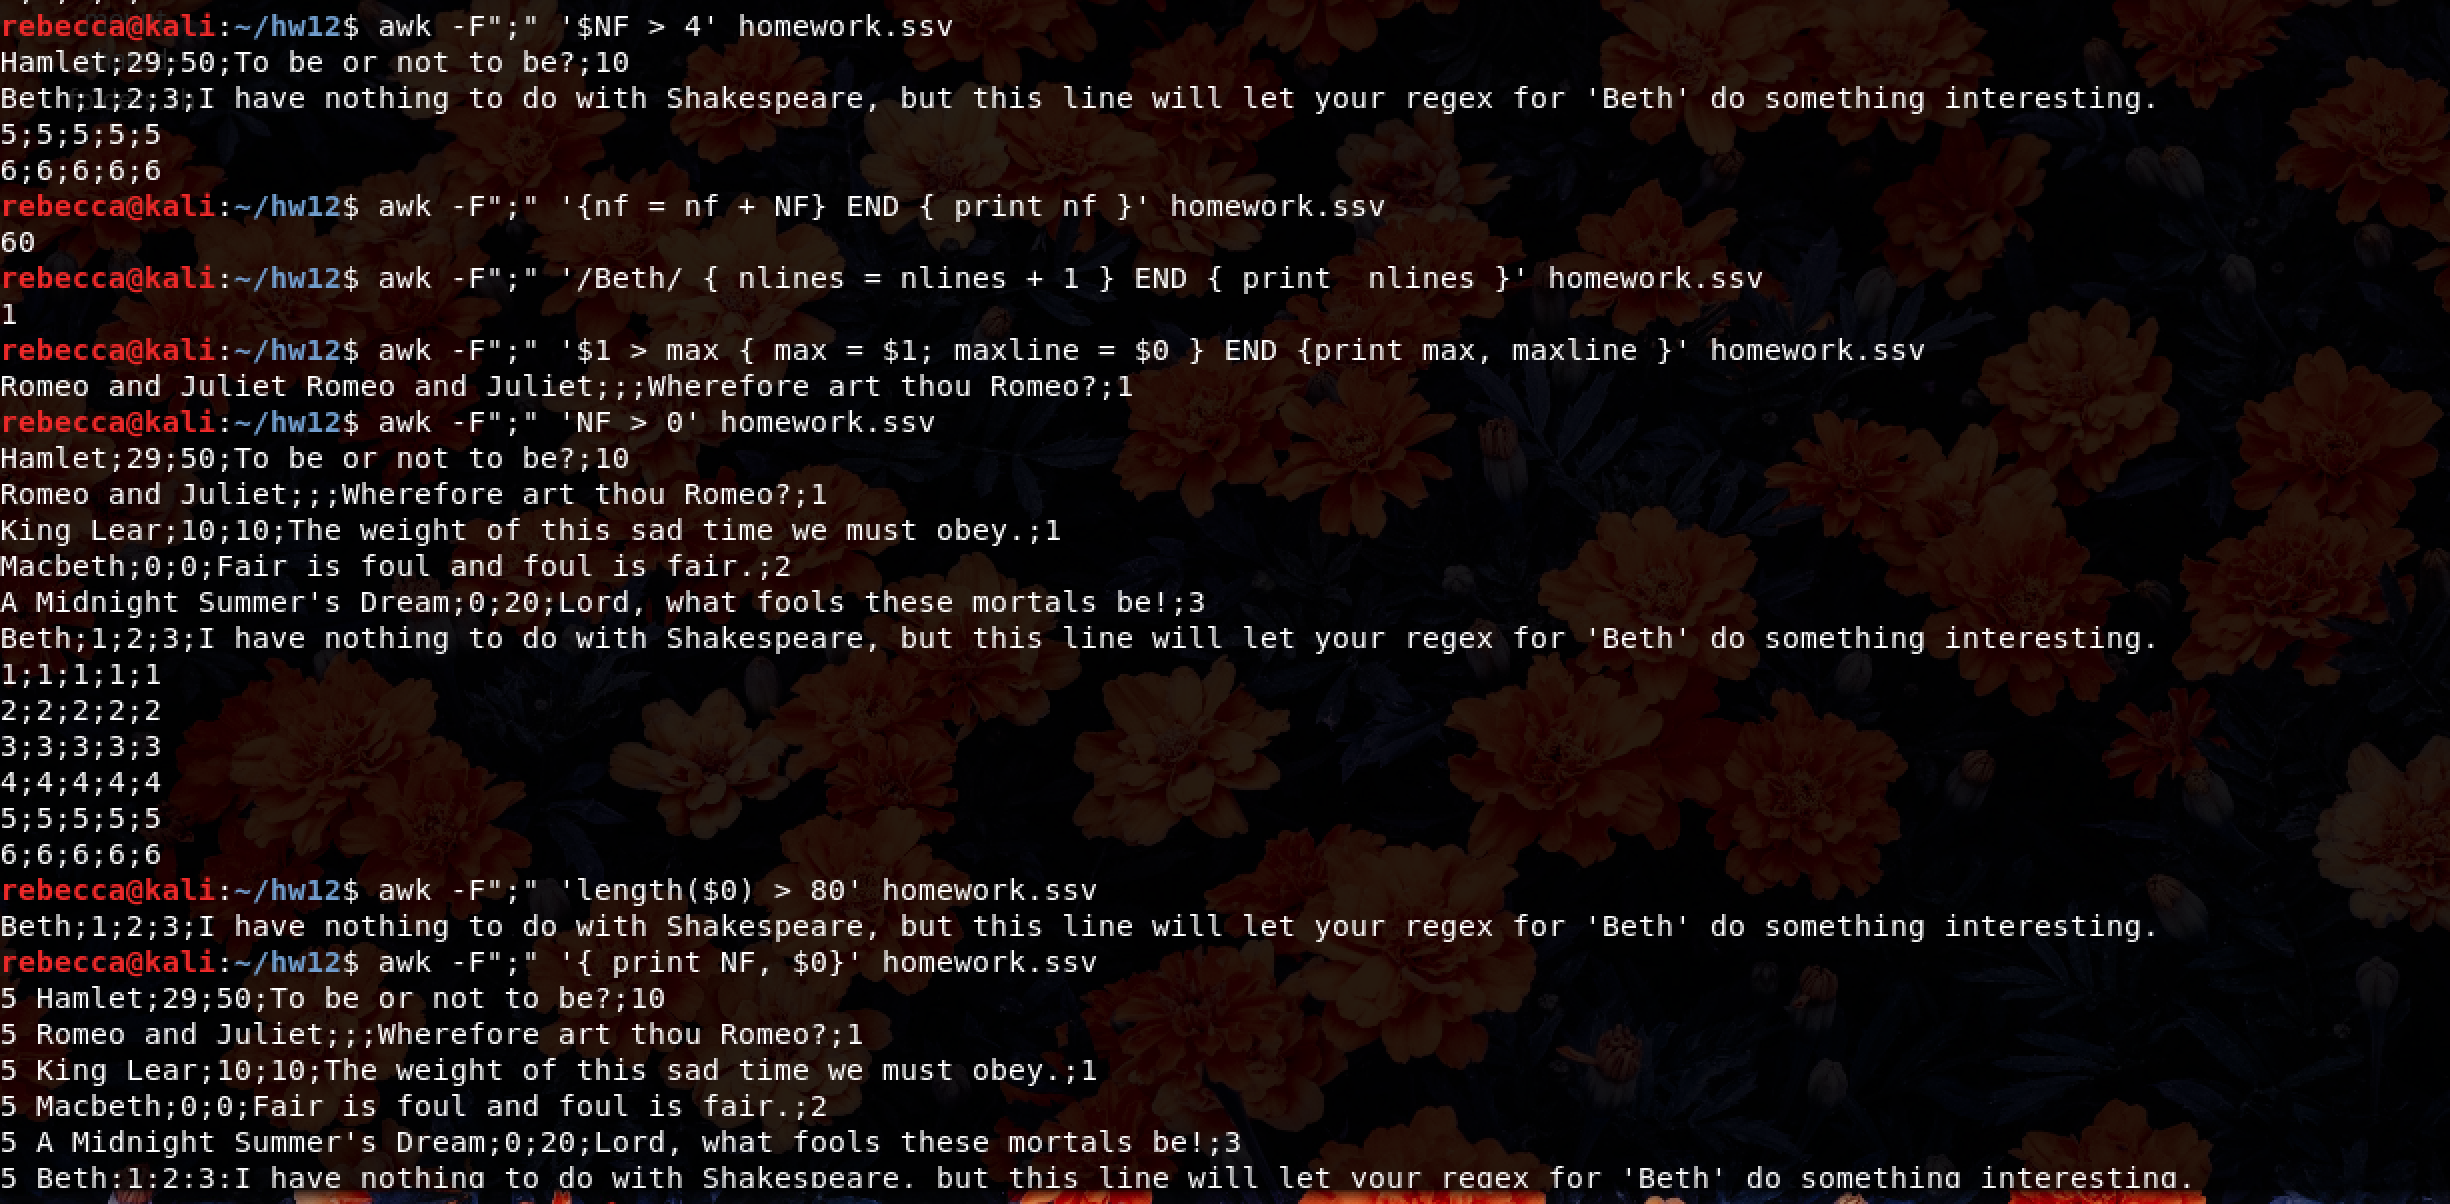 rebecca@kali:~/hw12$ awk -F";" '$NF > 4' homework.ssv
Hamlet;29;50;To be or not to be?;10
Beth;1;2;3;I have nothing to do with Shakespeare, but this line will let your regex for 'Beth' do something interesting.
5;5;5;5;5
6;6;6;6;6
rebecca@kali:~/hw12$ awk -F";" '{nf = nf + NF} END { print nf }' homework.ssv
60
rebecca@kali:~/hw12$ awk -F";" '/Beth/ { nlines = nlines + 1 } END { print  nlines }' homework.ssv
1
rebecca@kali:~/hw12$ awk -F";" '$1 > max { max = $1; maxline = $0 } END {print max, maxline }' homework.ssv
Romeo and Juliet Romeo and Juliet;;;Wherefore art thou Romeo?;1
rebecca@kali:~/hw12$ awk -F";" 'NF > 0' homework.ssv
Hamlet;29;50;To be or not to be?;10
Romeo and Juliet;;;Wherefore art thou Romeo?;1
King Lear;10;10;The weight of this sad time we must obey.;1
Macbeth;0;0;Fair is foul and foul is fair.;2
A Midnight Summer's Dream;0;20;Lord, what fools these mortals be!;3
Beth;1;2;3;I have nothing to do with Shakespeare, but this line will let your regex for 'Beth' do something interesting.
1;1;1;1;1
2;2;2;2;2
3;3;3;3;3
4;4;4;4;4
5;5;5;5;5
6;6;6;6;6
rebecca@kali:~/hw12$ awk -F";" 'length($0) > 80' homework.ssv
Beth;1;2;3;I have nothing to do with Shakespeare, but this line will let your regex for 'Beth' do something interesting.
rebecca@kali:~/hw12$ awk -F";" '{ print NF, $0}' homework.ssv
5 Hamlet;29;50;To be or not to be?;10
5 Romeo and Juliet;;;Wherefore art thou Romeo?;1
5 King Lear;10;10;The weight of this sad time we must obey.;1
5 Macbeth;0;0;Fair is foul and foul is fair.;2
5 A Midnight Summer's Dream;0;20;Lord, what fools these mortals be!;3
5 Beth;1;2;3;I have nothing to do with Shakespeare, but this line will let your regex for 'Beth' do something interesting.